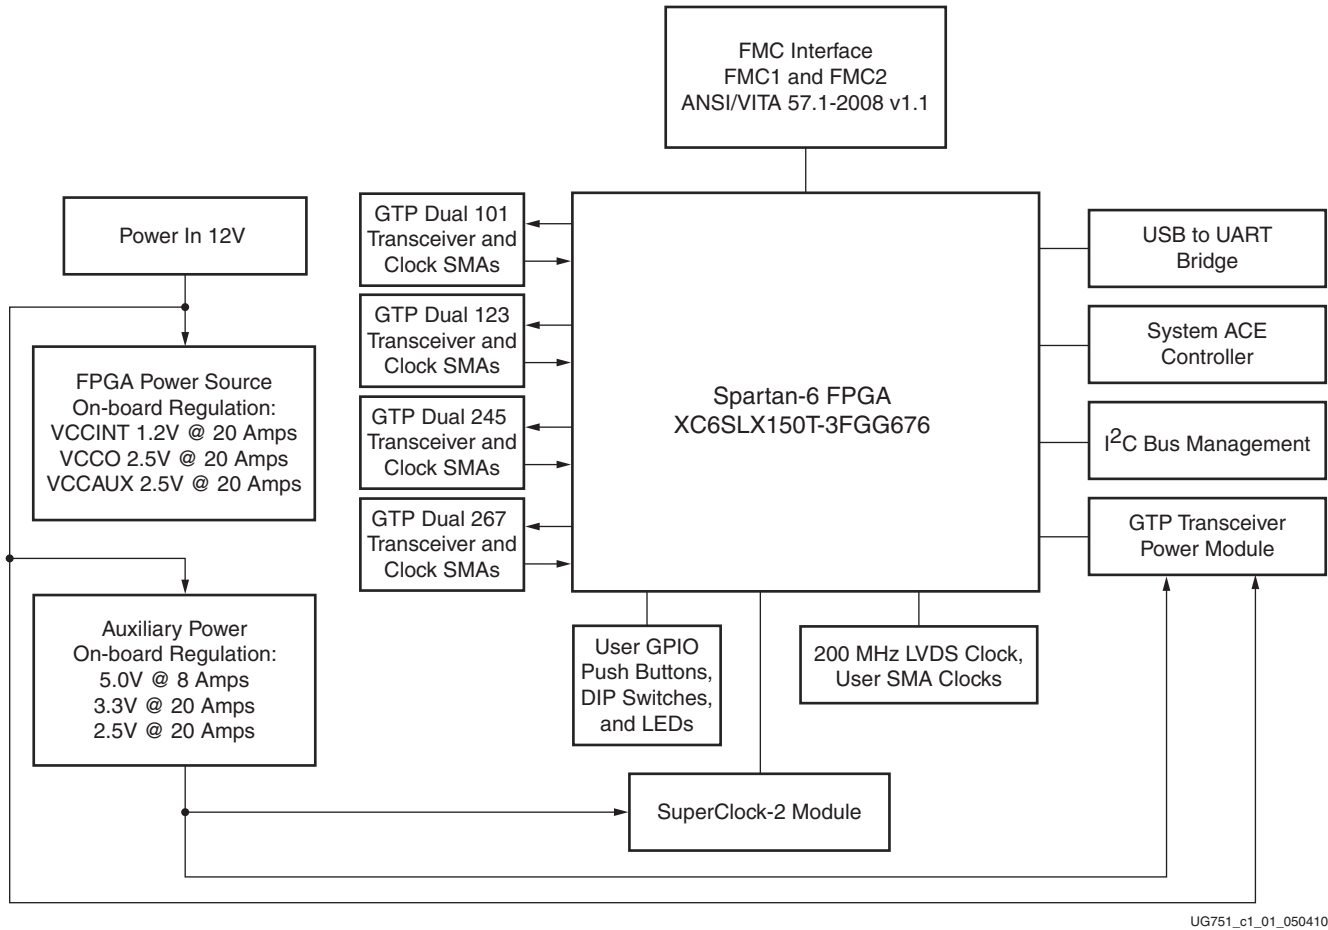 FMC Interface
FMC1 and FMC2
ANSI/VITA 57.1-2008 v1.1
Power In 12V
FPGA Power Source
On-board Regulation:
VCCINT 1.2V @ 20 Amps
VCCO 2.5V @ 20 Amps
VCCAUX 2.5V @ 20 Amps
Auxiliary Power
On-board Regulation:
5.0V @ 8 Amps
3.3V @ 20 Amps
2.5V @ 20 Amps
GTP Dual 101
Transceiver and
Clock SMAs
GTP Dual 123
Transceiver and
Clock SMAs
GTP Dual 245
Transceiver and
Clock SMAs
GTP Dual 267
Transceiver and
Clock SMAs
Spartan-6 FPGA
XC6SLX150T-3FGG676
USB to UART
Bridge
System ACE
Controller
I²C Bus Management
GTP Transceiver
Power Module
User GPIO
Push Buttons,
DIP Switches,
and LEDs
200 MHz LVDS Clock,
User SMA Clocks
SuperClock-2 Module
UG751_c1_01_050410